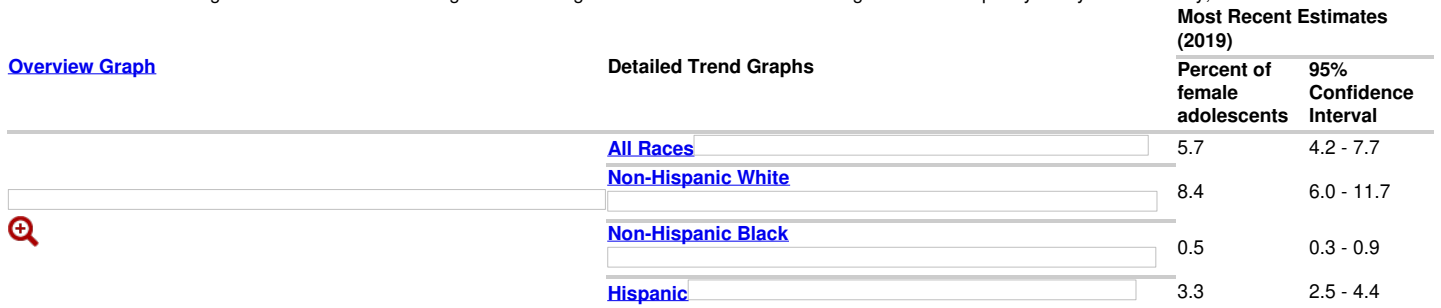 Most Recent Estimates
(2019)
Overview Graph
Detailed Trend Graphs
Percent of
female
adolescents
95%
Confidence
Interval
All Races
5.7
4.2 - 7.7
Non-Hispanic White
8.4
6.0 - 11.7
Non-Hispanic Black
0.5
0.3 - 0.9
Hispanic
3.3
2.5 - 4.4